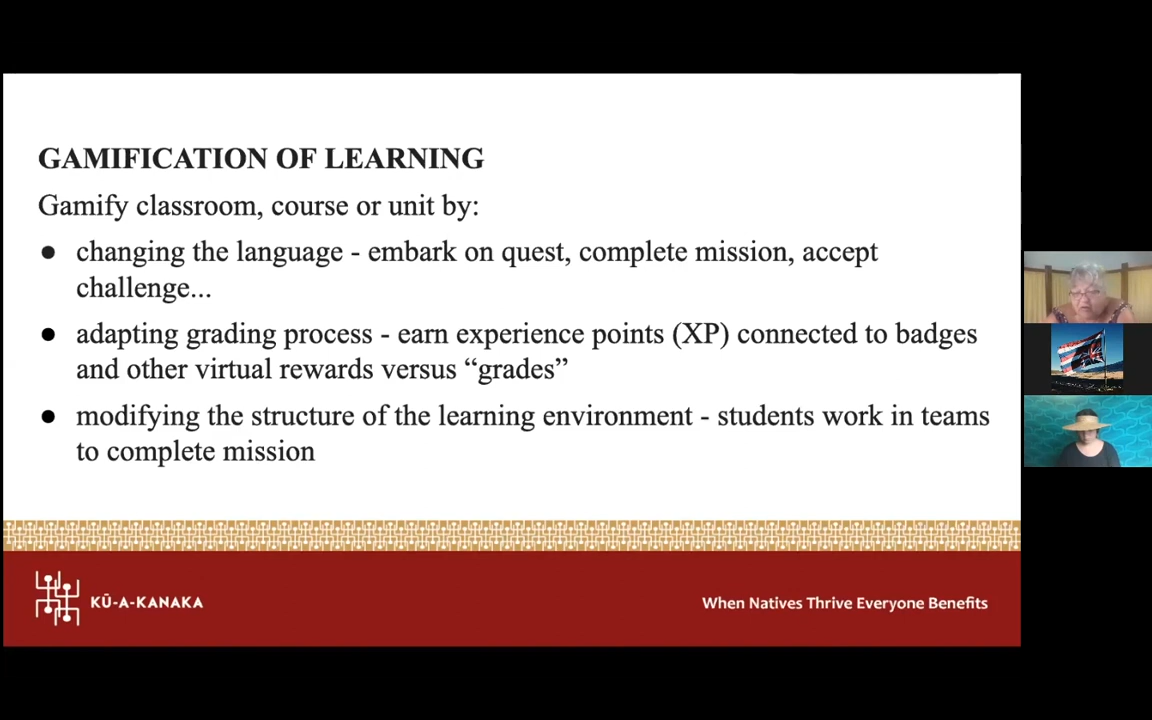 GAMIFICATION OF LEARNING
Gamify classroom, course or unit by:
● changing the language - embark on quest, complete mission, accept
challenge...
● adapting grading process - earn experience points (XP) connected to badges
and other virtual rewards versus “grades”
● modifying the structure of the learning environment - students work in teams
to complete mission
KŪ-A-KANAKA
When Natives Thrive Everyone Benefits